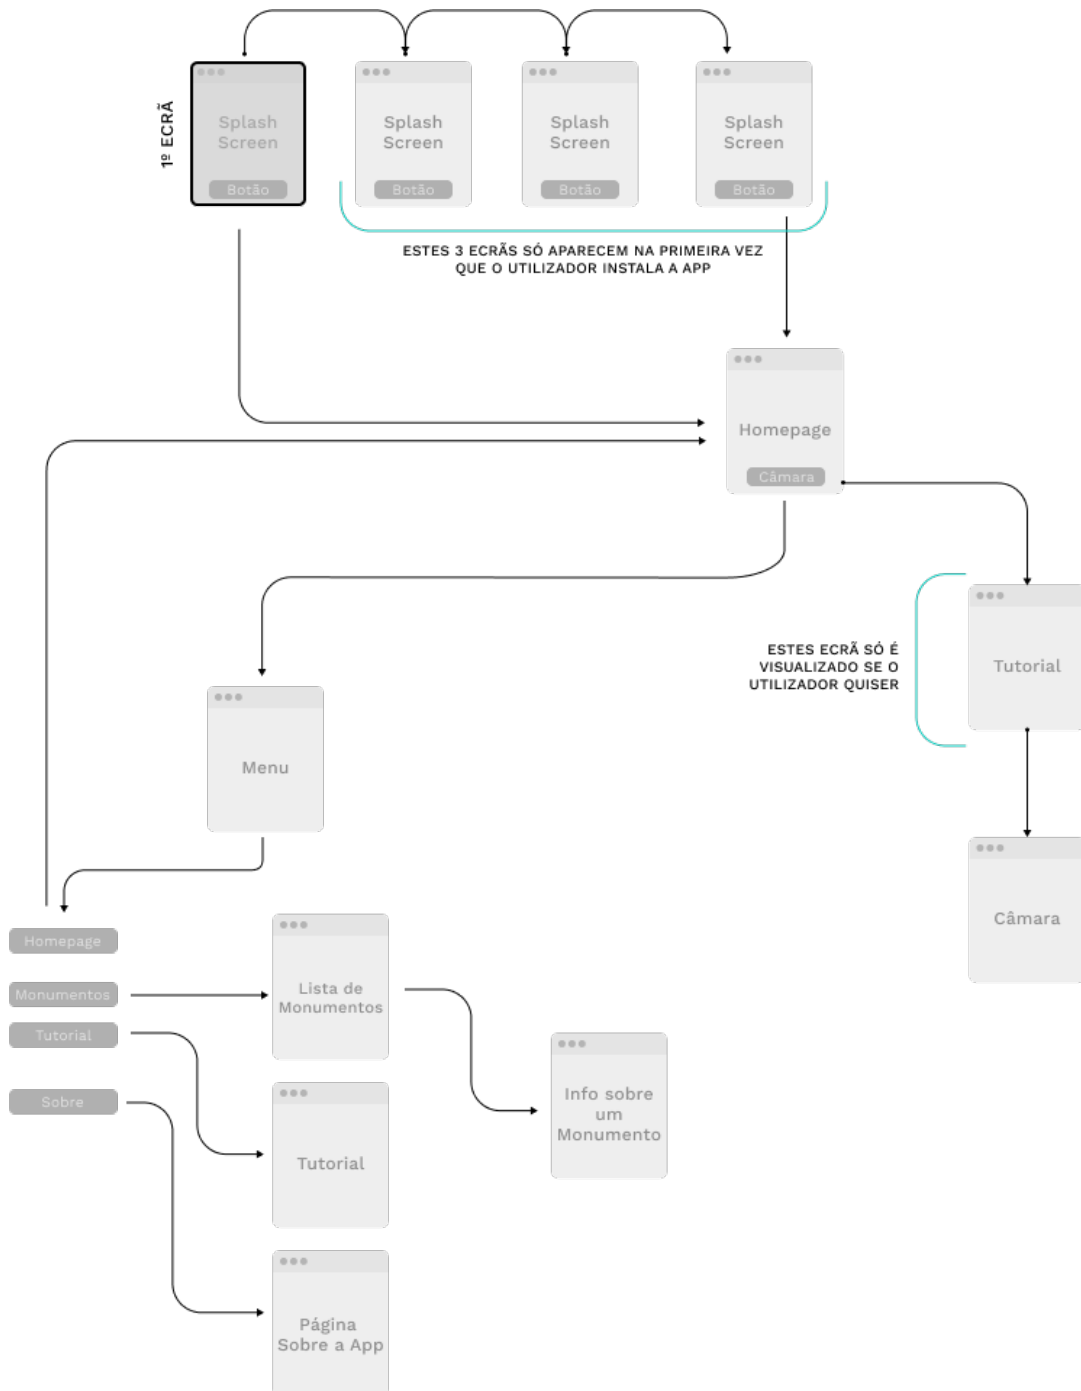 1º ECRÃ
Splash
Screen
Botão
Splash
Screen
Botão
Splash
Screen
Botão
Splash
Screen
Botão
ESTES 3 ECRÃS SÓ APARECEM NA PRIMEIRA VEZ
QUE O UTILIZADOR INSTALA A APP
Homepage
Câmara
ESTES ECRÃ SÓ É
VISUALIZADO SE O
UTILIZADOR QUISER
Tutorial
Menu
Câmara
Homepage
Monumentos
Tutorial
Sobre
Lista de
Monumentos
Info sobre
um
Monumento
Tutorial
Página
Sobre a App